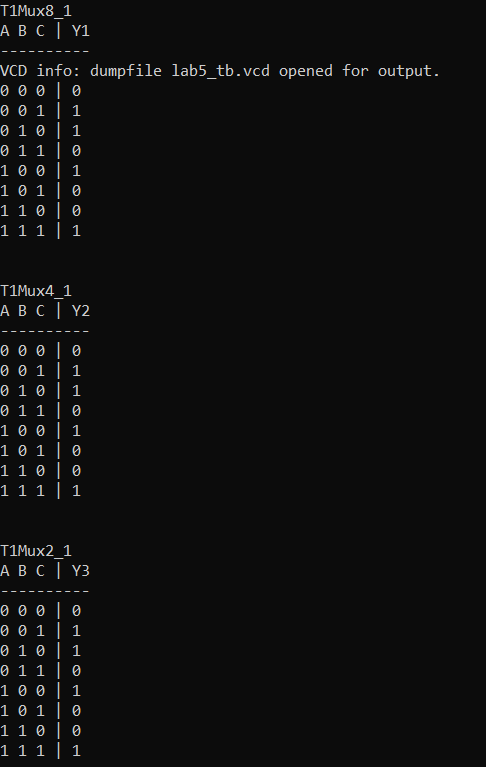 T1Mux8_1
A B C | Y1
----------
VCD info: dumpfile lab5_tb.vcd opened for output.
0 0 0 | 0
0 0 1 | 1
0 1 0 | 1
0 1 1 | 0
1 0 0 | 1
1 0 1 | 0
1 1 0 | 0
1 1 1 | 1
T1Mux4_1
A B C | Y2
----------
0 0 0 | 0
0 0 1 | 1
0 1 0 | 1
0 1 1 | 0
1 0 0 | 1
1 0 1 | 0
1 1 0 | 0
1 1 1 | 1
T1Mux2_1
A B C | Y3
----------
0 0 0 | 0
0 0 1 | 1
0 1 0 | 1
0 1 1 | 0
1 0 0 | 1
1 0 1 | 0
1 1 0 | 0
1 1 1 | 1